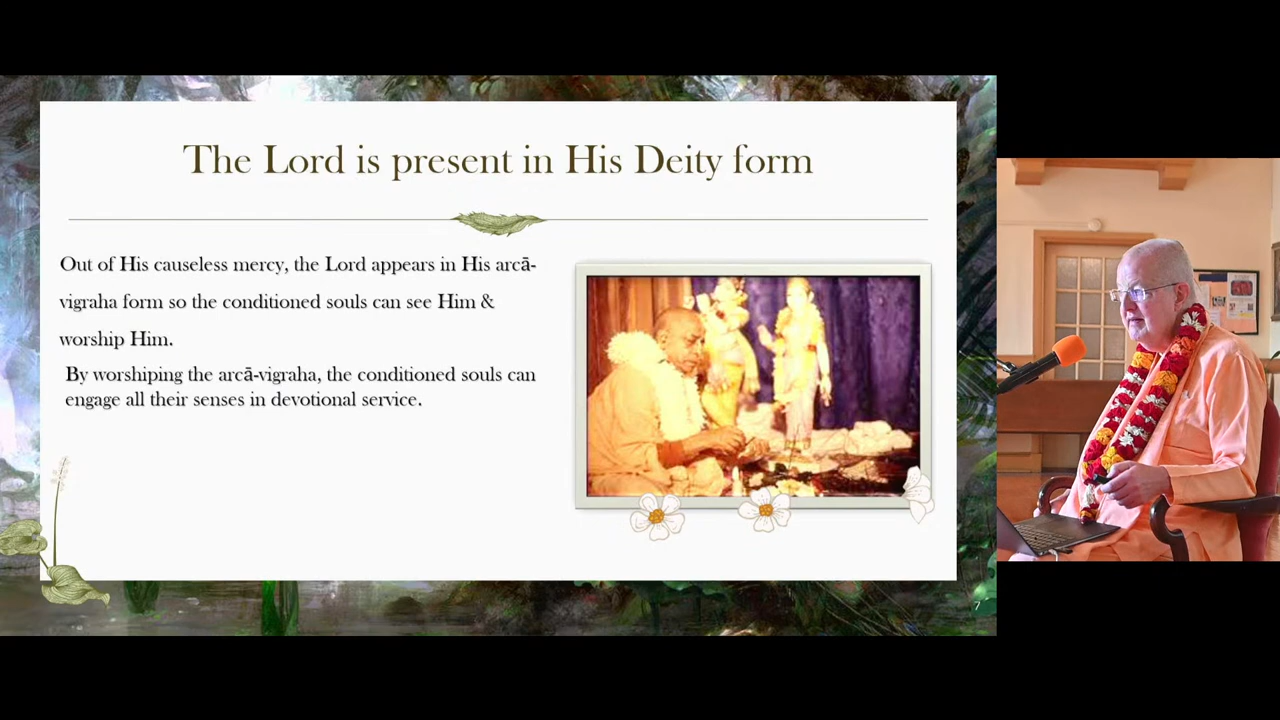 The Lord is present in His Deity form
Out of His causeless mercy, the Lord appears in His arcā-
vigraha form so the conditioned souls can see Him &
worship Him.
By worshiping the arcā-vigraha, the conditioned souls can
engage all their senses in devotional service.
7